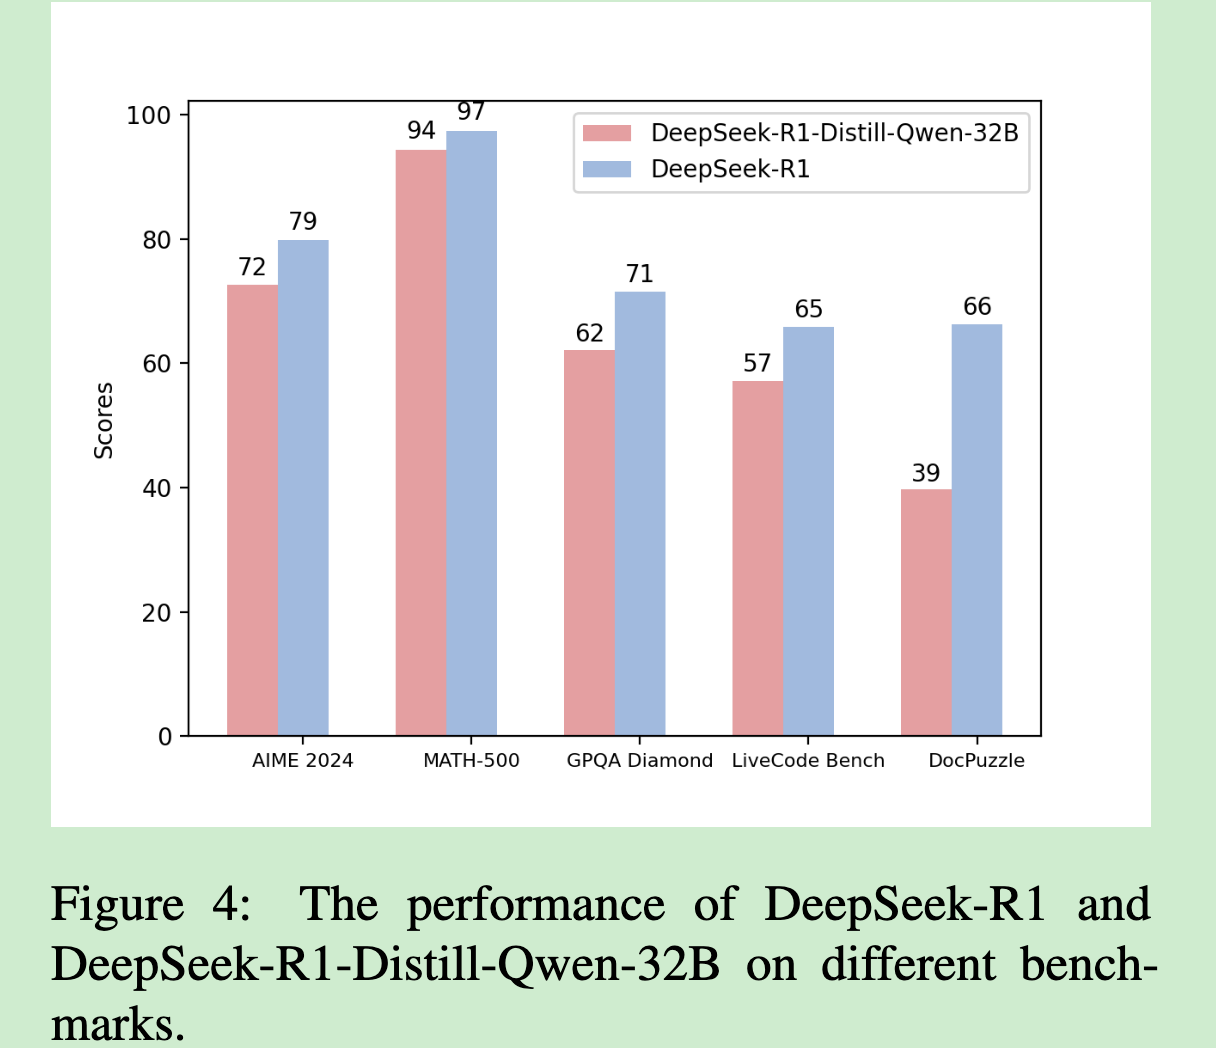 100
80
60
40
20
0
Scores
DeepSeek-R1-Distill-Qwen-32B
DeepSeek-R1
72
79
94
97
62
71
57
65
39
66
AIME 2024
MATH-500
GPQA Diamond
LiveCode Bench
DocPuzzle
Figure 4: The performance of DeepSeek-R1 and
DeepSeek-R1-Distill-Qwen-32B on different bench-
marks.